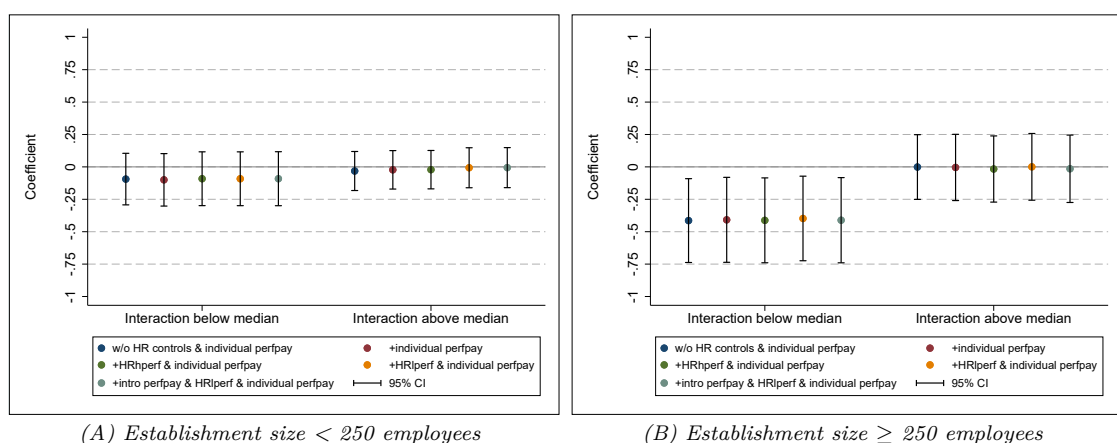 1
.75
.5
.25
0
-.25
-.5
-.75
-1
Coefficient
Interaction below median
Interaction above median
w/o HR controls & individual perfpay
+individual perfpay
+HRhperf & individual perfpay
+HRlperf & individual perfpay
+intro perfpay & HRlperf & individual perfpay
95% CI
(A) Establishment size < 250 employees
1
.75
.5
.25
0
-.25
-.5
-.75
-1
Coefficient
Interaction below median
Interaction above median
w/o HR controls & individual perfpay
+individual perfpay
+HRhperf & individual perfpay
+HRlperf & individual perfpay
+intro perfpay & HRlperf & individual perfpay
95% CI
(B) Establishment size ≥ 250 employees